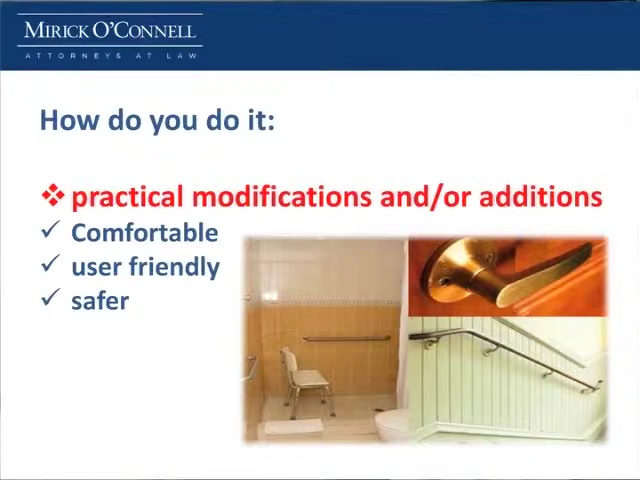 MIRICK O'CONNELL
ATTORNEYS AT LAW
How do you do it:
❖ practical modifications and/or additions
✓ Comfortable
✓ user friendly
✓ safer